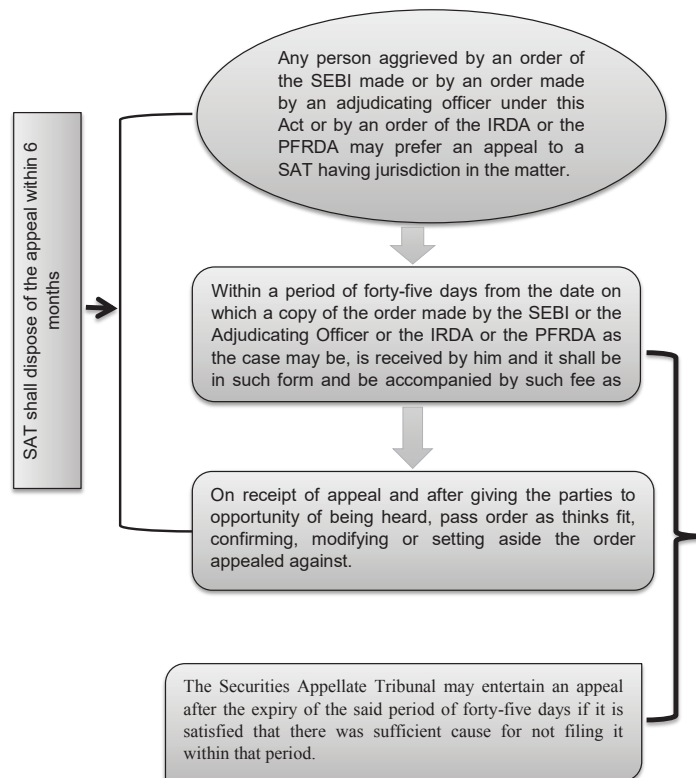 Any person aggrieved by an order of
the SEBI made or by an order made
by an adjudicating officer under this
Act or by an order of the IRDA or the
PFRDA may prefer an appeal to a
SAT having jurisdiction in the matter.
SAT shall dispose of the appeal within 6
months
Within a period of forty-five days from the date on
which a copy of the order made by the SEBI or the
Adjudicating Officer or the IRDA or the PFRDA as
the case may be, is received by him and it shall be
in such form and be accompanied by such fee as
On receipt of appeal and after giving the parties to
opportunity of being heard, pass order as thinks fit,
confirming, modifying or setting aside the order
appealed against.
The Securities Appellate Tribunal may entertain an appeal
after the expiry of the said period of forty-five days if it is
satisfied that there was sufficient cause for not filing it
within that period.